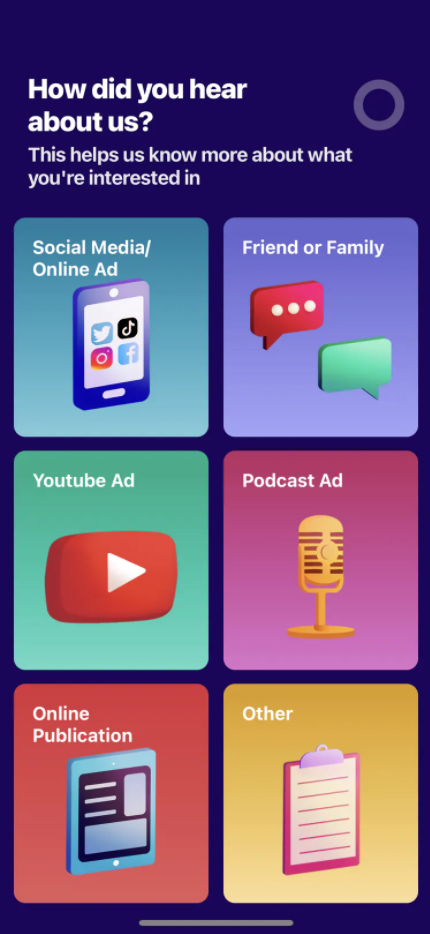 How did you hear
about us?
This helps us know more about what
you're interested in
Social Media/
Online Ad
Friend or Family
Youtube Ad
Podcast Ad
Online
Publication
Other